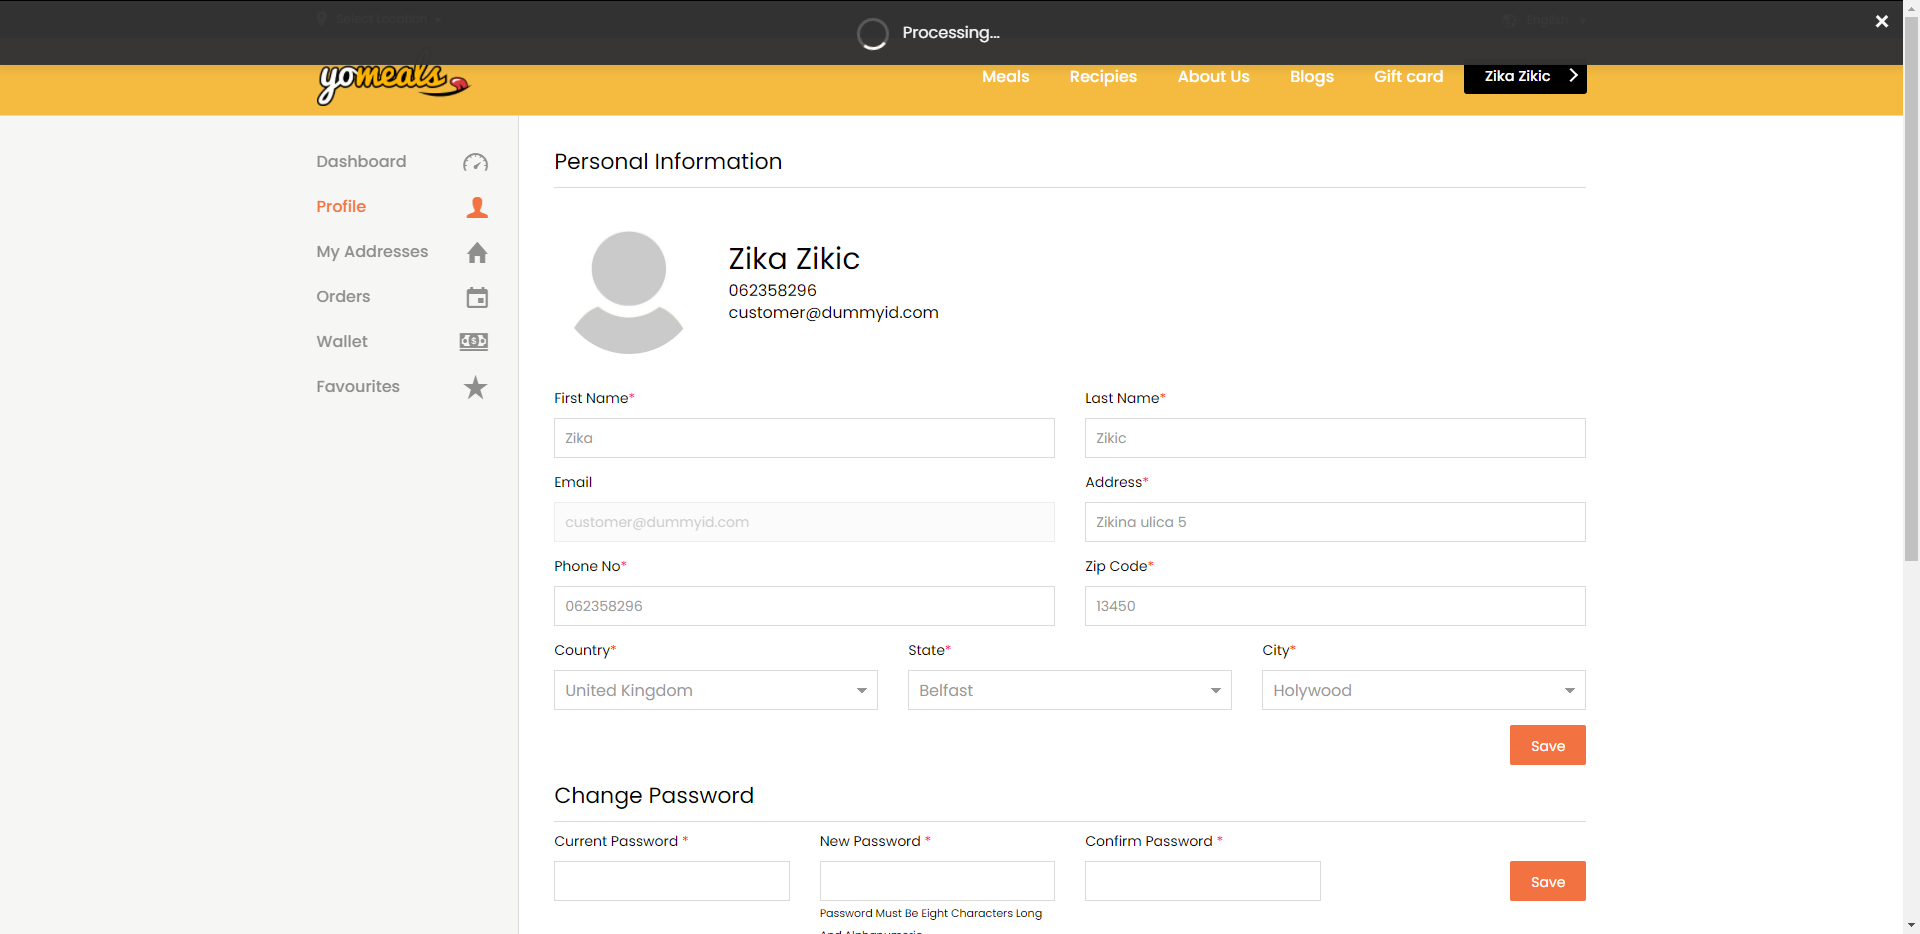 Select Location
English
Processing...
yomeals
Meals Recipies About Us Blogs Gift card Zika Zikic
Dashboard
Profile
My Addresses
Orders
Wallet
Favourites
Personal Information
Zika Zikic
062358296
customer@dummyid.com
First Name* Last Name*
Zika Zikic
Email Address*
customer@dummyid.com Zikina ulica 5
Phone No* Zip Code*
062358296 13450
Country* State* City*
United Kingdom Belfast Holywood
Save
Change Password
Current Password * New Password * Confirm Password *
Save
Password Must Be Eight Characters Long
And Alphanumeric